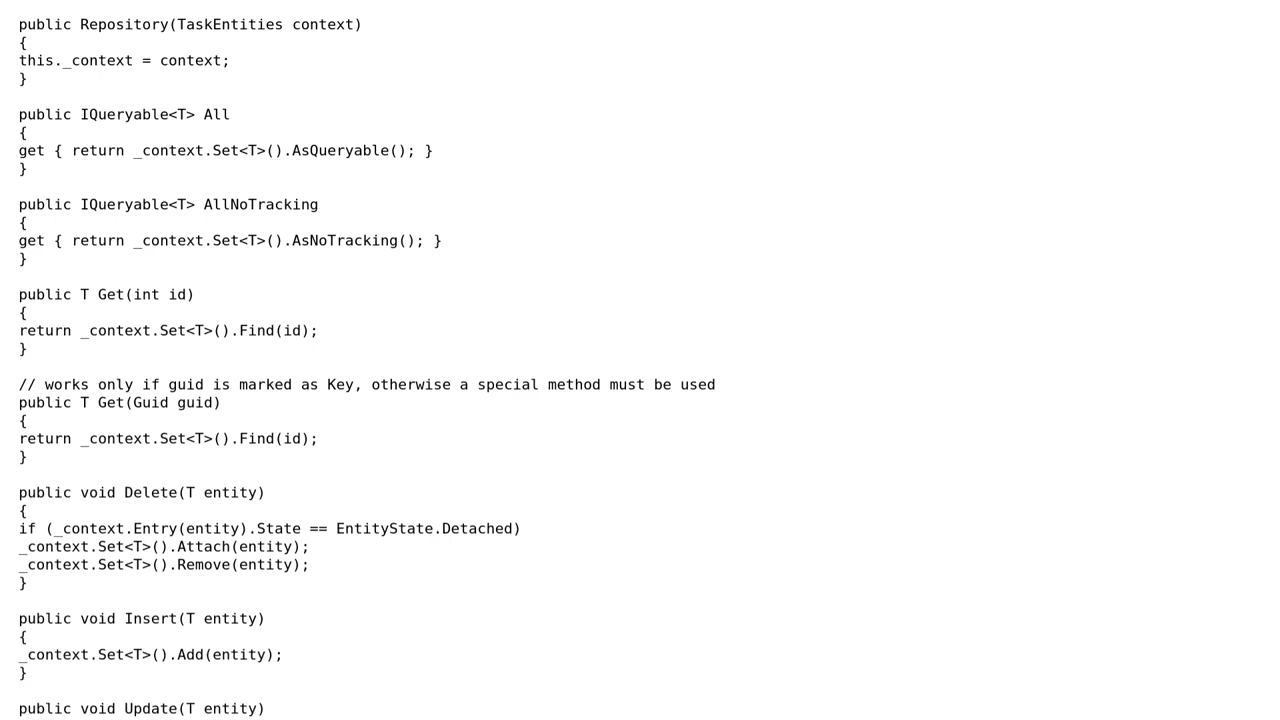 public Repository(TaskEntities context)
{
this._context = context;
}

public IQueryable<T> All
{
get { return _context.Set<T>().AsQueryable(); }
}

public IQueryable<T> AllNoTracking
{
get { return _context.Set<T>().AsNoTracking(); }
}

public T Get(int id)
{
return _context.Set<T>().Find(id);
}

// works only if guid is marked as Key, otherwise a special method must be used
public T Get(Guid guid)
{
return _context.Set<T>().Find(id);
}

public void Delete(T entity)
{
if (_context.Entry(entity).State == EntityState.Detached)
_context.Set<T>().Attach(entity);
_context.Set<T>().Remove(entity);
}

public void Insert(T entity)
{
_context.Set<T>().Add(entity);
}

public void Update(T entity)